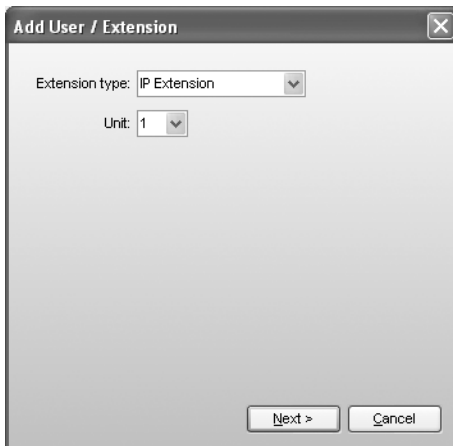 Add User / Extension
Extension type: IP Extension
Unit: 1
Next > Cancel